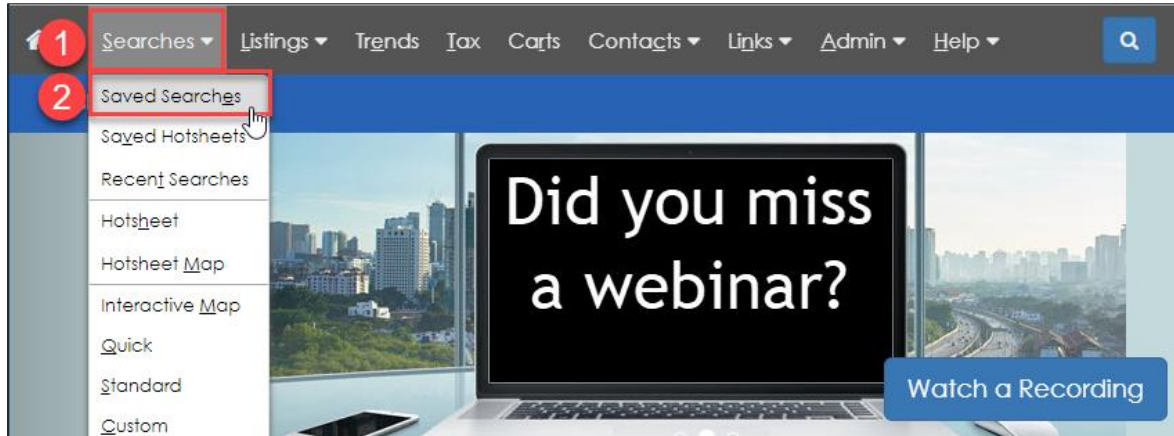 1 Searches Listings Trends Tax Carts Contacts Links Admin Help
2 Saved Searches
Saved Hotsheets
Recent Searches
Hotsheet
Hotsheet Map
Interactive Map
Quick
Standard
Custom
Did you miss
a webinar?
Watch a Recording